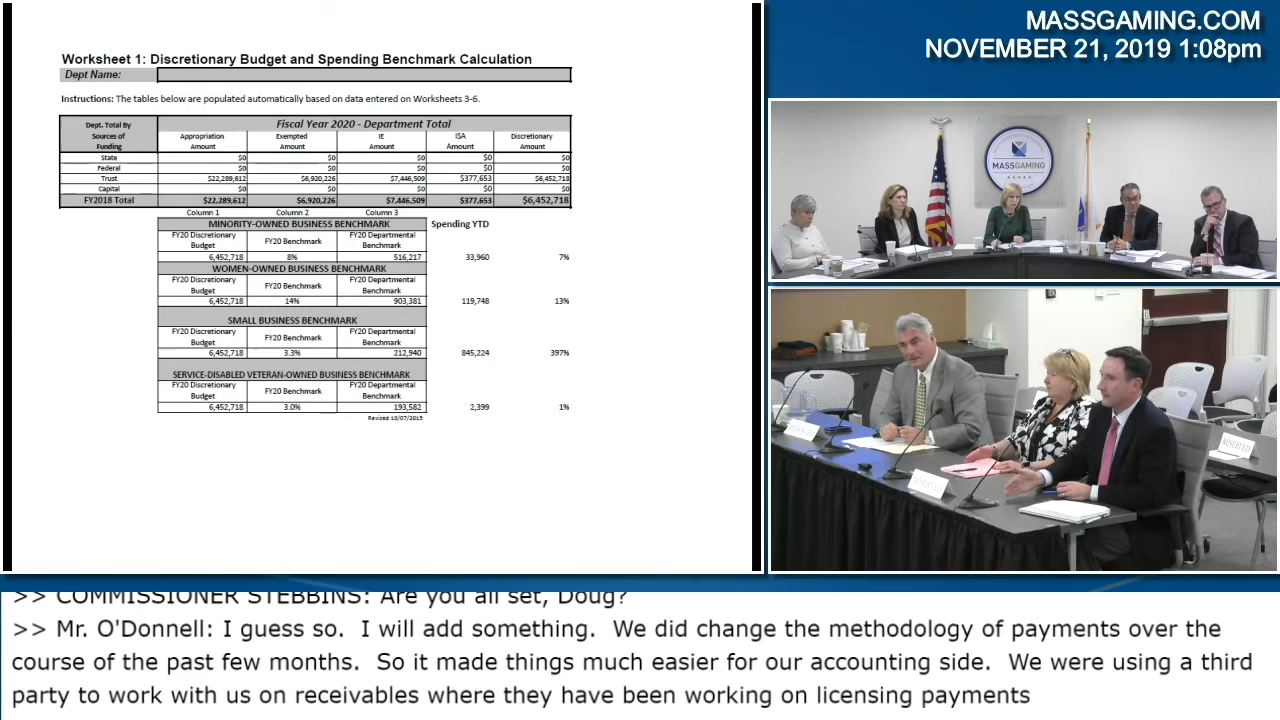 MASSGAMING.COM
NOVEMBER 21, 2019 1:08pm
Worksheet 1: Discretionary Budget and Spending Benchmark Calculation
Dept Name:
Instructions: The tables below are populated automatically based on data entered on Worksheets 3-6.
Dept. Total By Sources of Funding Fiscal Year 2020 - Department Total
Appropriation Amount Exempted Amount IE Amount ISA Amount Discretionary Amount
State $0 $0 $0 $0 $0
Federal $0 $0 $0 $0 $0
Trust $22,289,612 $6,920,226 $7,446,509 $377,653 $6,452,718
Capital $0 $0 $0 $0 $0
FY2018 Total $22,289,612 $6,920,226 $7,446,509 $377,653 $6,452,718
Column 1 Column 2 Column 3
MINORITY-OWNED BUSINESS BENCHMARK Spending YTD
FY20 Discretionary Budget FY20 Benchmark FY20 Departmental Benchmark
6,452,718 8% 516,217 33,960 7%
WOMEN-OWNED BUSINESS BENCHMARK
FY20 Discretionary Budget FY20 Benchmark FY20 Departmental Benchmark
6,452,718 14% 903,381 119,748 13%
SMALL BUSINESS BENCHMARK
FY20 Discretionary Budget FY20 Benchmark FY20 Departmental Benchmark
6,452,718 3.3% 212,940 845,224 397%
SERVICE-DISABLED VETERAN-OWNED BUSINESS BENCHMARK
FY20 Discretionary Budget FY20 Benchmark FY20 Departmental Benchmark
6,452,718 3.0% 193,582 2,399 1%
Revised 10/07/2015
MASSGAMING
RESERVED
RESERVED
RESERVED
>> COMMISSIONER STEBBINS: Are you all set, Doug?
>> Mr. O'Donnell: I guess so. I will add something. We did change the methodology of payments over the
course of the past few months. So it made things much easier for our accounting side. We were using a third
party to work with us on receivables where they have been working on licensing payments